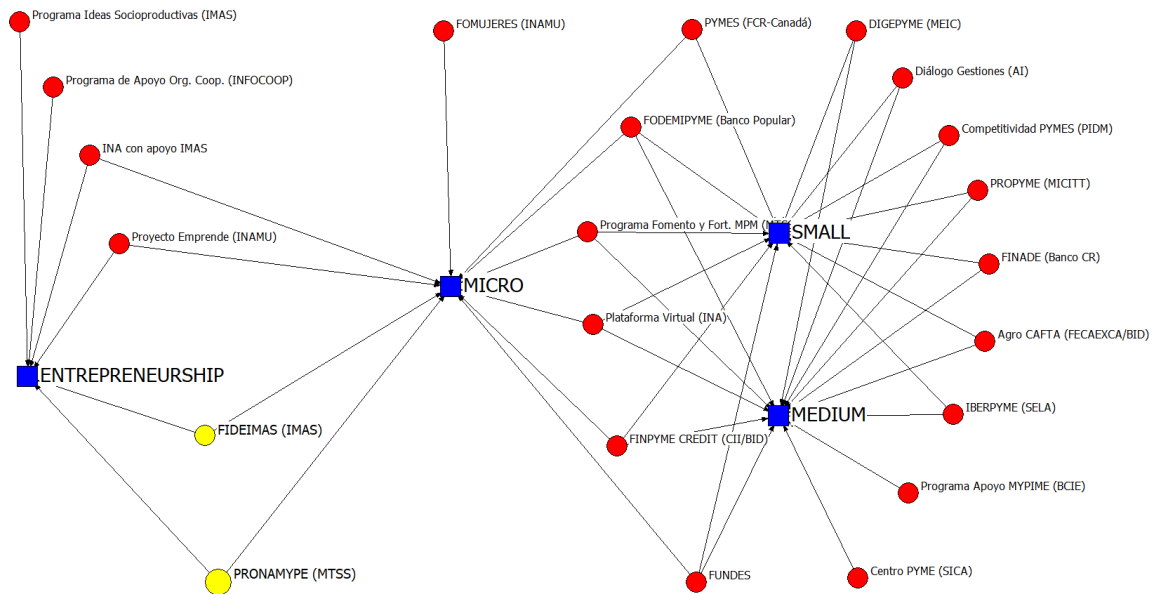 Programa Ideas Socioproductivas (IMAS)
FOMUJERES (INAMU)
PYMES (FCR-Canadá)
DIGEPYME (MEIC)
Programa de Apoyo Org. Coop. (INFOCOOP)
Diálogo Gestiones (AI)
FODEMIPYME (Banco Popular)
Competitividad PYMES (PIDM)
INA con apoyo IMAS
PROPYME (MICITT)
Proyecto Emprende (INAMU)
Programa Fomento y Fort. MPM
SMALL
FINADE (Banco CR)
MICRO
Plataforma Virtual (INA)
Agro CAFTA (FECAEXCA/BID)
ENTREPRENEURSHIP
IBERPYME (SELA)
MEDIUM
FIDEIMAS (IMAS)
FINPYME CREDIT (CII/BID)
Programa Apoyo MYPIME (BCIE)
PRONAMYPE (MTSS)
FUNDES
Centro PYME (SICA)